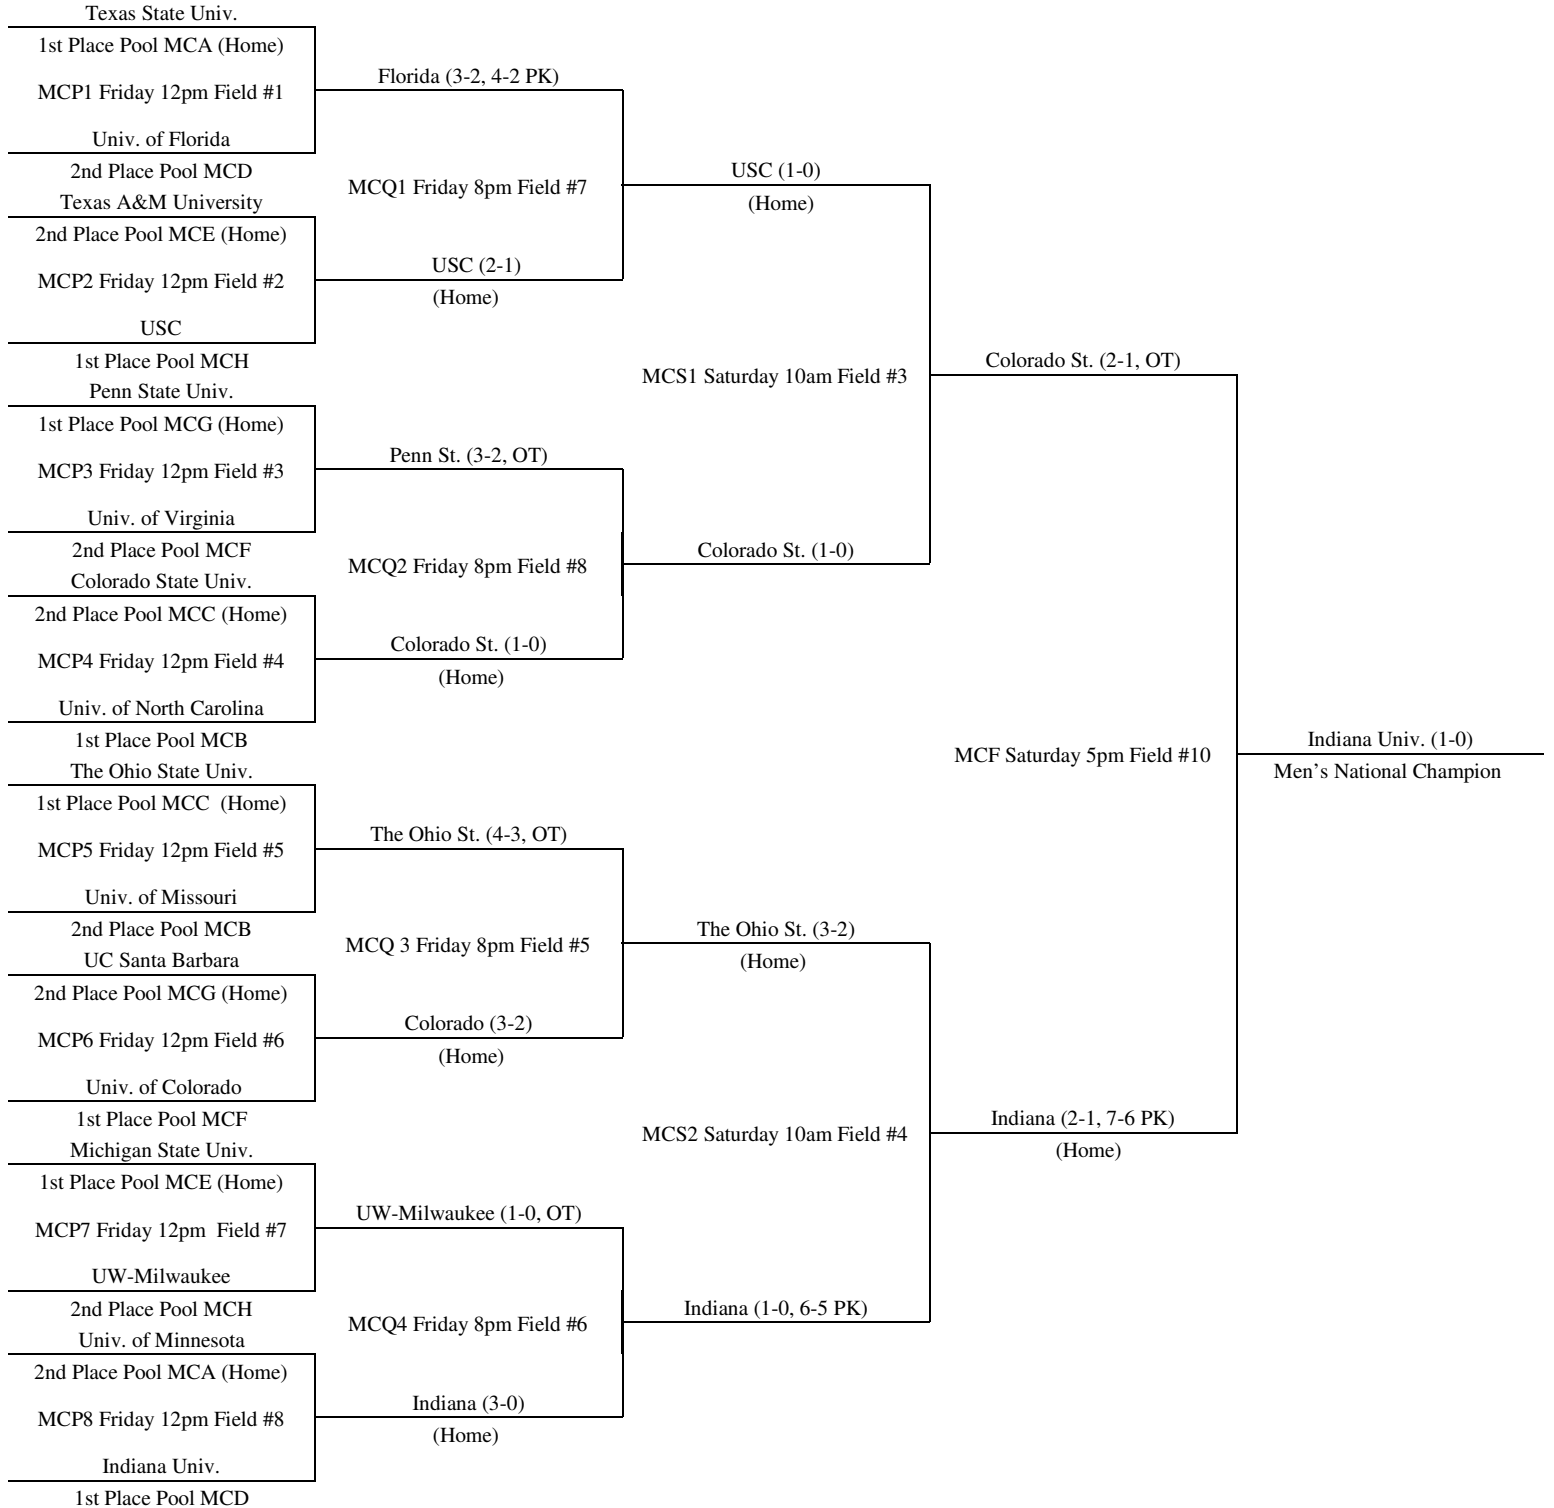 Texas State Univ.
1st Place Pool MCA (Home)
MCP1 Friday 12pm Field #1
Univ. of Florida
2nd Place Pool MCD
Texas A&M University
2nd Place Pool MCE (Home)
MCP2 Friday 12pm Field #2
USC
1st Place Pool MCH
Penn State Univ.
1st Place Pool MCG (Home)
MCP3 Friday 12pm Field #3
Univ. of Virginia
2nd Place Pool MCF
Colorado State Univ.
2nd Place Pool MCC (Home)
MCP4 Friday 12pm Field #4
Univ. of North Carolina
1st Place Pool MCB
The Ohio State Univ.
1st Place Pool MCC  (Home)
MCP5 Friday 12pm Field #5
Univ. of Missouri
2nd Place Pool MCB
UC Santa Barbara
2nd Place Pool MCG (Home)
MCP6 Friday 12pm Field #6
Univ. of Colorado
1st Place Pool MCF
Michigan State Univ.
1st Place Pool MCE (Home)
MCP7 Friday 12pm  Field #7
UW-Milwaukee
2nd Place Pool MCH
Univ. of Minnesota
2nd Place Pool MCA (Home)
MCP8 Friday 12pm Field #8
Indiana Univ.
1st Place Pool MCD
Florida (3-2, 4-2 PK)
MCQ1 Friday 8pm Field #7
USC (2-1)
(Home)
Penn St. (3-2, OT)
MCQ2 Friday 8pm Field #8
Colorado St. (1-0)
(Home)
The Ohio St. (4-3, OT)
MCQ 3 Friday 8pm Field #5
Colorado (3-2)
(Home)
UW-Milwaukee (1-0, OT)
MCQ4 Friday 8pm Field #6
Indiana (3-0)
(Home)
USC (1-0)
(Home)
MCS1 Saturday 10am Field #3
Colorado St. (1-0)
The Ohio St. (3-2)
(Home)
MCS2 Saturday 10am Field #4
Indiana (1-0, 6-5 PK)
Colorado St. (2-1, OT)
MCF Saturday 5pm Field #10
Indiana (2-1, 7-6 PK)
(Home)
Indiana Univ. (1-0)
Men’s National Champion